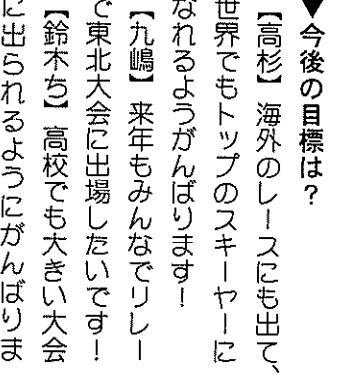 ▼今後の目標は？
【高杉】海外のレースにも出て、
世界でもトップのスキーヤーに
なれるようがんばります！
【九嶋】来年もみんなでリレー
で東北大会に出場したいです！
【鈴木ち】高校でも大きい大会
に出られるようにがんばりま